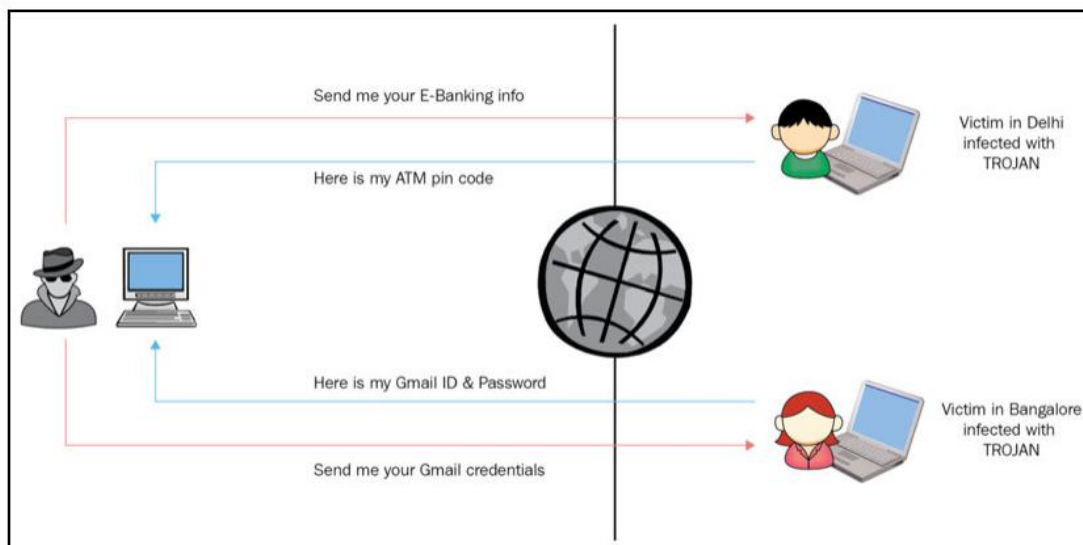 Send me your E-Banking info
Here is my ATM pin code
Victim in Delhi
infected with
TROJAN
Here is my Gmail ID & Password
Send me your Gmail credentials
Victim in Bangalore
infected with
TROJAN